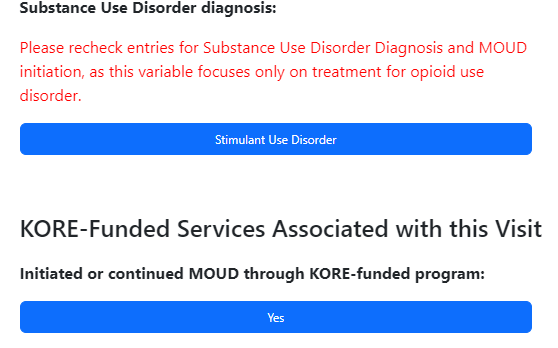 Substance Use Disorder diagnosis:
Please recheck entries for Substance Use Disorder Diagnosis and MOUD
initiation, as this variable focuses only on treatment for opioid use
disorder.
Stimulant Use Disorder
KORE-Funded Services Associated with this Visit
Initiated or continued MOUD through KORE-funded program:
Yes